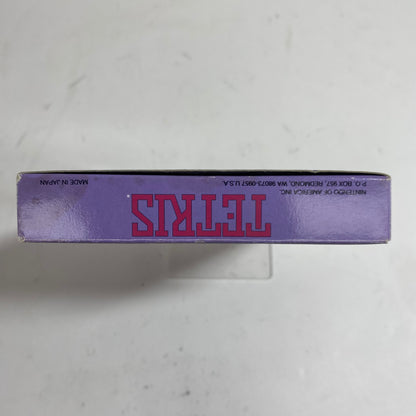 TETRIS
NINTENDO OF AMERICA INC.
P.O. BOX 957, REDMOND, WA 98073-0957 U.S.A.
MADE IN JAPAN